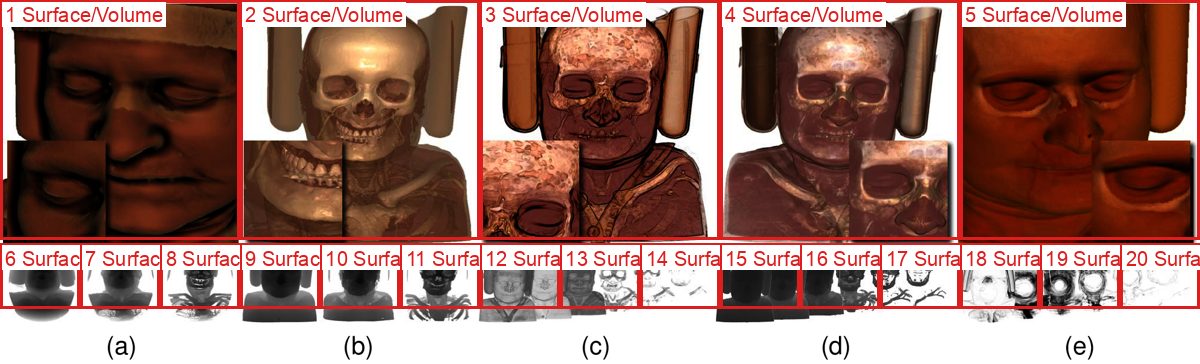 1 Surface/Volume
2 Surface/Volume
3 Surface/Volume
4 Surface/Volume
5 Surface/Volume
6 Surfac
7 Surfac
8 Surfac
9 Surfa
10 Surfa
11 Surfa
12 Surfa
13 Surfa
14 Surfa
15 Surfa
16 Surfa
17 Surfa
18 Surfa
19 Surfa
20 Surfa
(a)
(b)
(c)
(d)
(e)